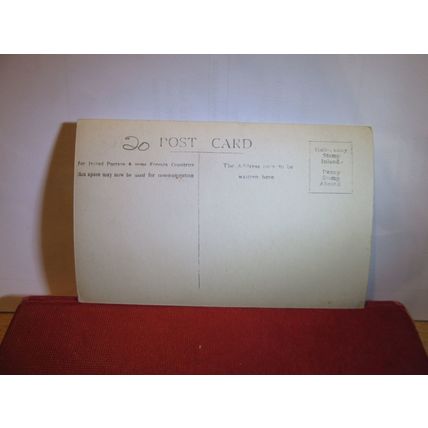 20 POST CARD
for Inland Postage & some Foreign Countries
this space may now be used for communication
The Address only to be
written here
Halfpenny
Stamp
Inland
Penny
Stamp
Abroad